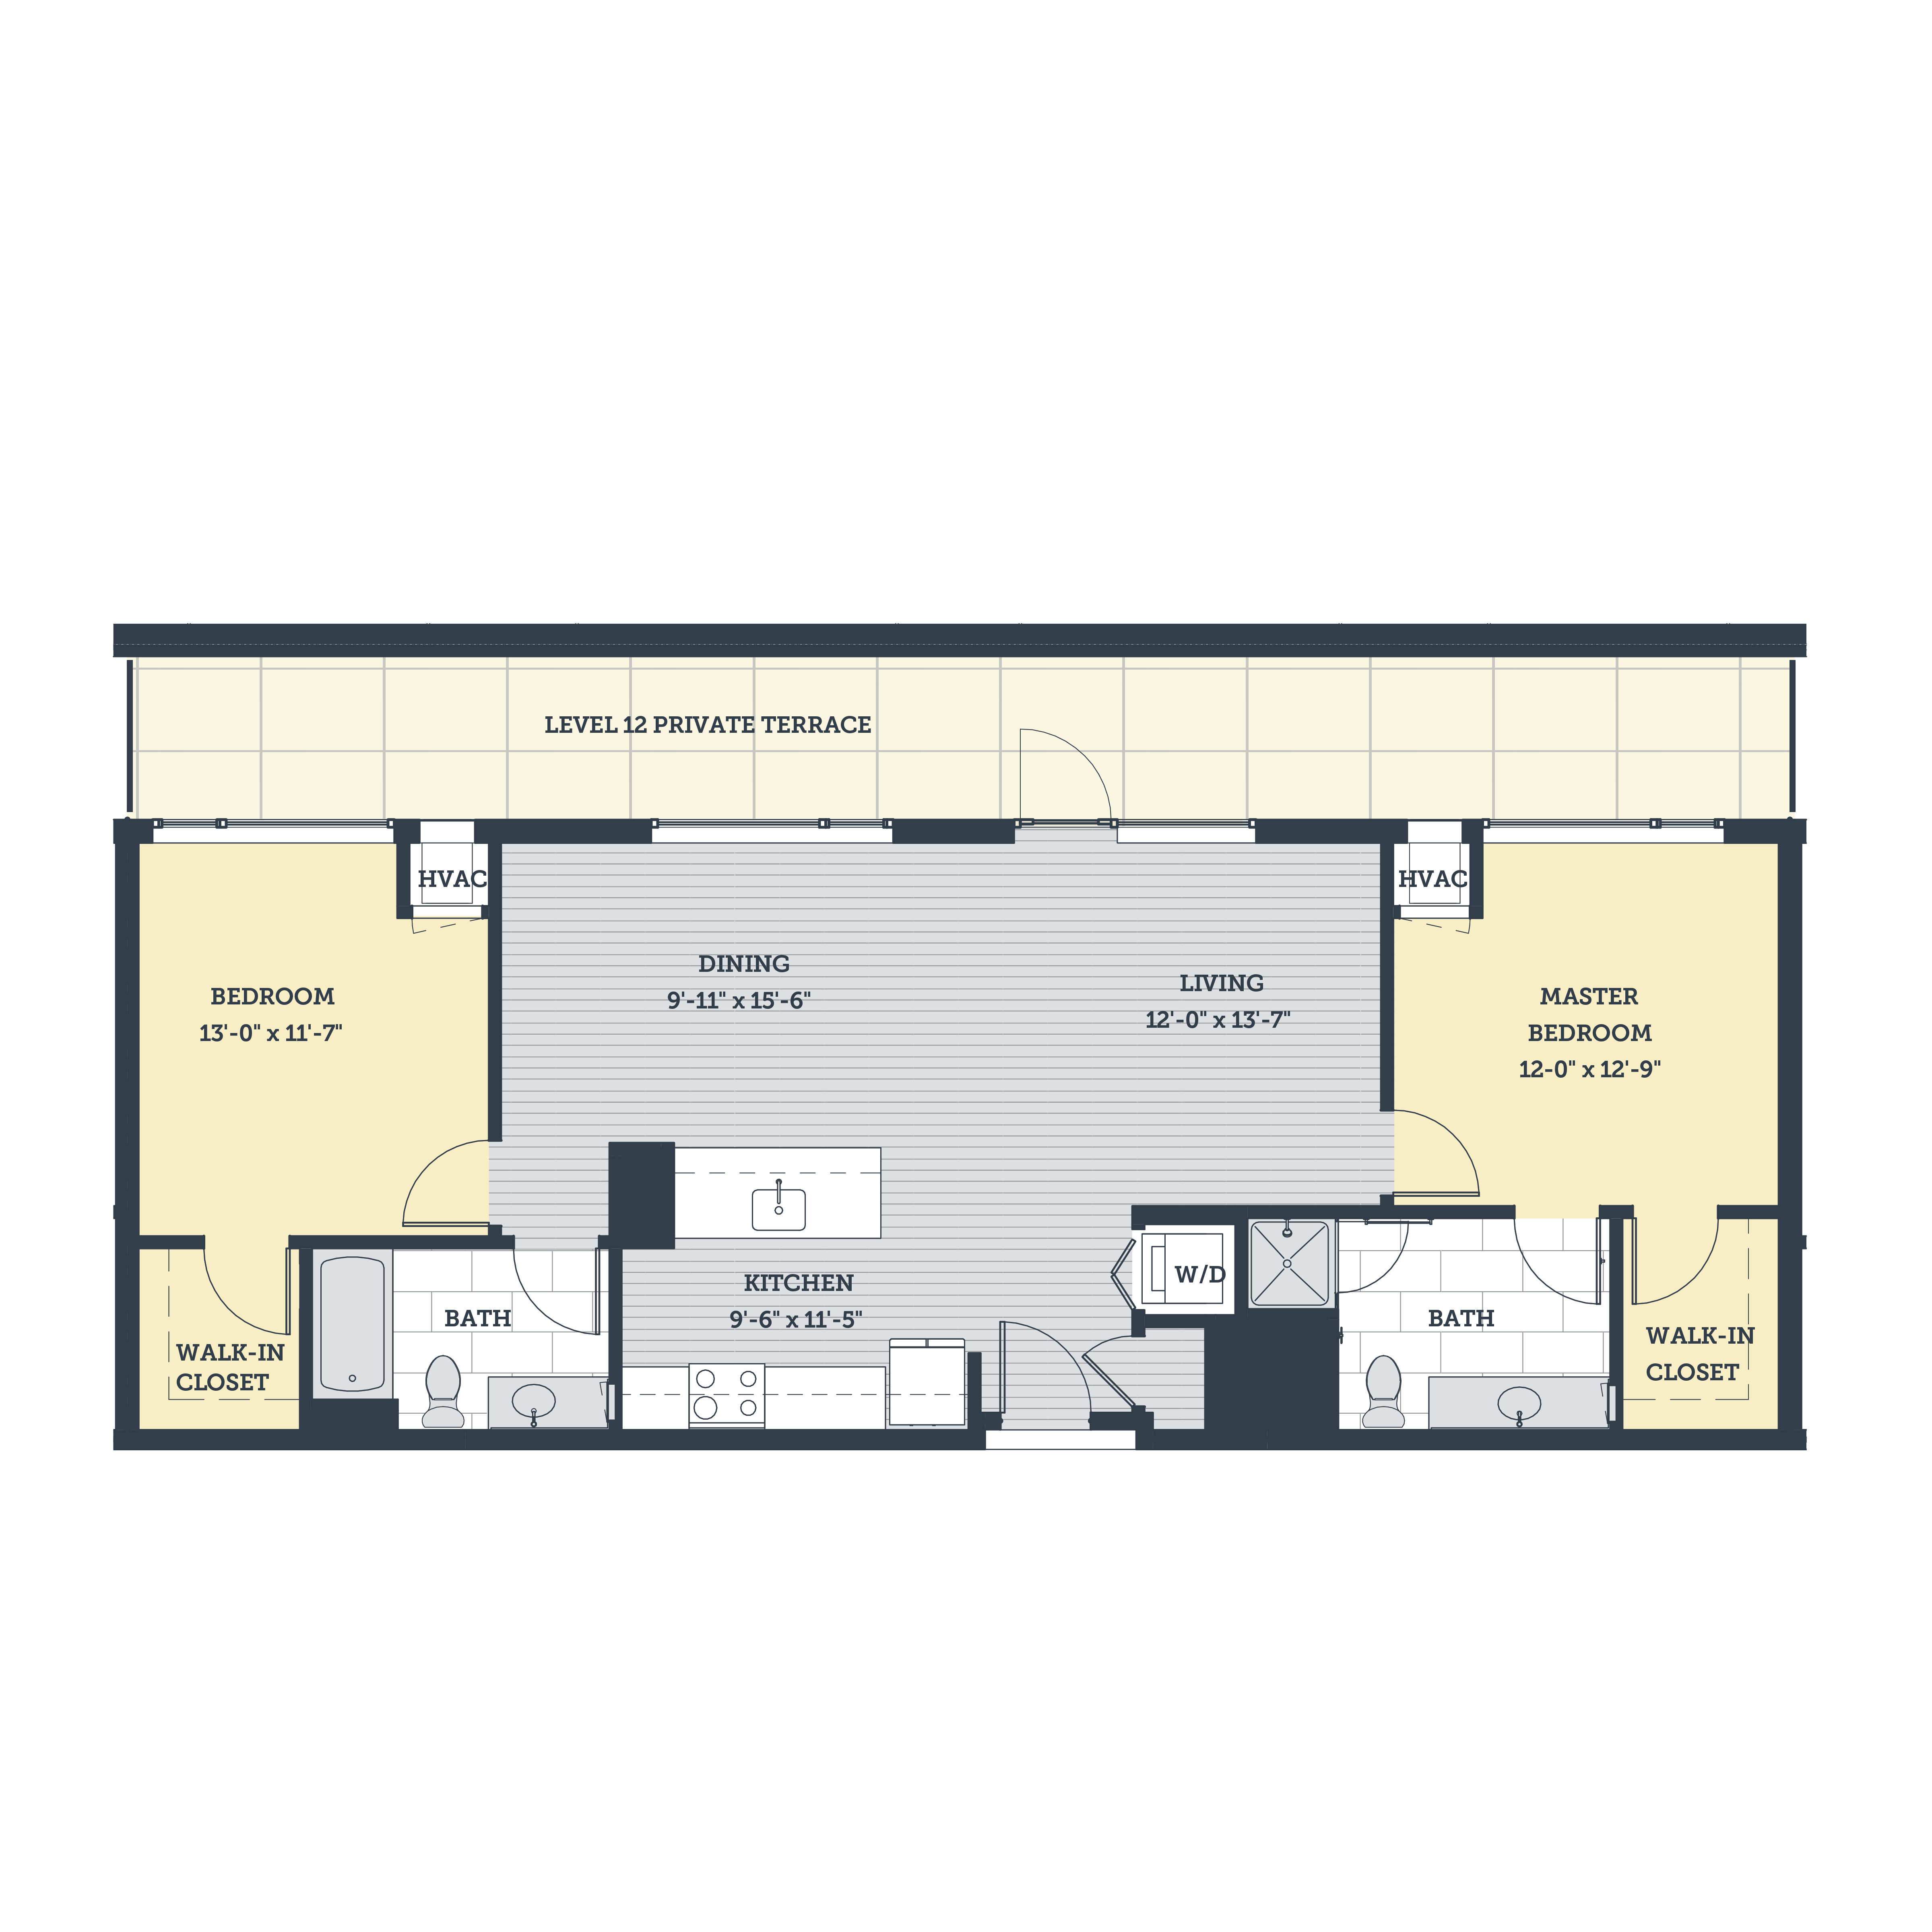 LEVEL 12 PRIVATE TERRACE
HVAC
HVAC
DINING
9'-11" x 15'-6"
LIVING
12'-0" x 13'-7"
BEDROOM
13'-0" x 11'-7"
MASTER
BEDROOM
12-0" x 12'-9"
KITCHEN
9'-6" x 11'-5"
W/D
BATH
BATH
WALK-IN
CLOSET
WALK-IN
CLOSET